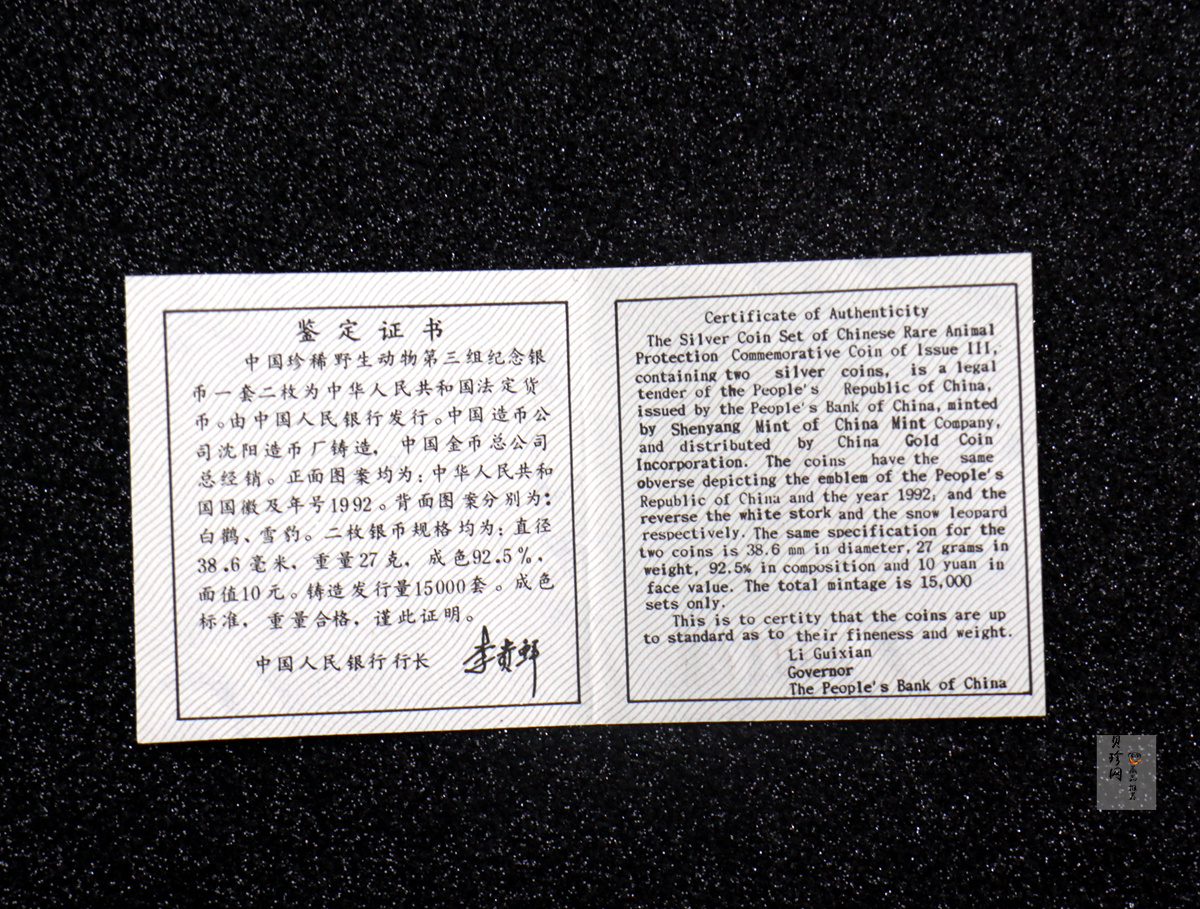 鉴定证书
中国珍稀野生动物第三组纪念银
币一套二枚为中华人民共和国法定货
币。由中国人民银行发行。中国造币公
司沈阳造币厂铸造,中国金币总公司
总经销。正面图案均为:中华人民共和
国国徽及年号1992。背面图案分别为:
白鹳、雪豹。二枚银币规格均为:直径
38.6毫米,重量27克,成色92.5%、
面值10元。铸造发行量15000套。成色
标准,重量合格,谨此证明。
中国人民银行行长 李贵鲜
Certificate of Authenticity
The Silver Coin Set of Chinese Rare Animal
Protection Commemorative Coin of Issue III,
containing two silver coins, is a legal
tender of the People's Republic of China,
issued by the People's Bank of China, minted
by Shenyang Mint of China Mint Company,
and distributed by China Gold Coin
Incorporation. The coins have the same
obverse depicting the emblem of the People's
Republic of China and the year 1992; and the
reverse the white stork and the snow leopard
respectively. The same specification for the
two coins is 38.6 mm in diameter, 27 grams in
weight, 92.5% in composition and 10 yuan in
face value. The total mintage is 15,000
sets only.
This is to certity that the coins are up
to standard as to their fineness and weight.
Li Guixian
Governor
The People's Bank of China
贝珍网